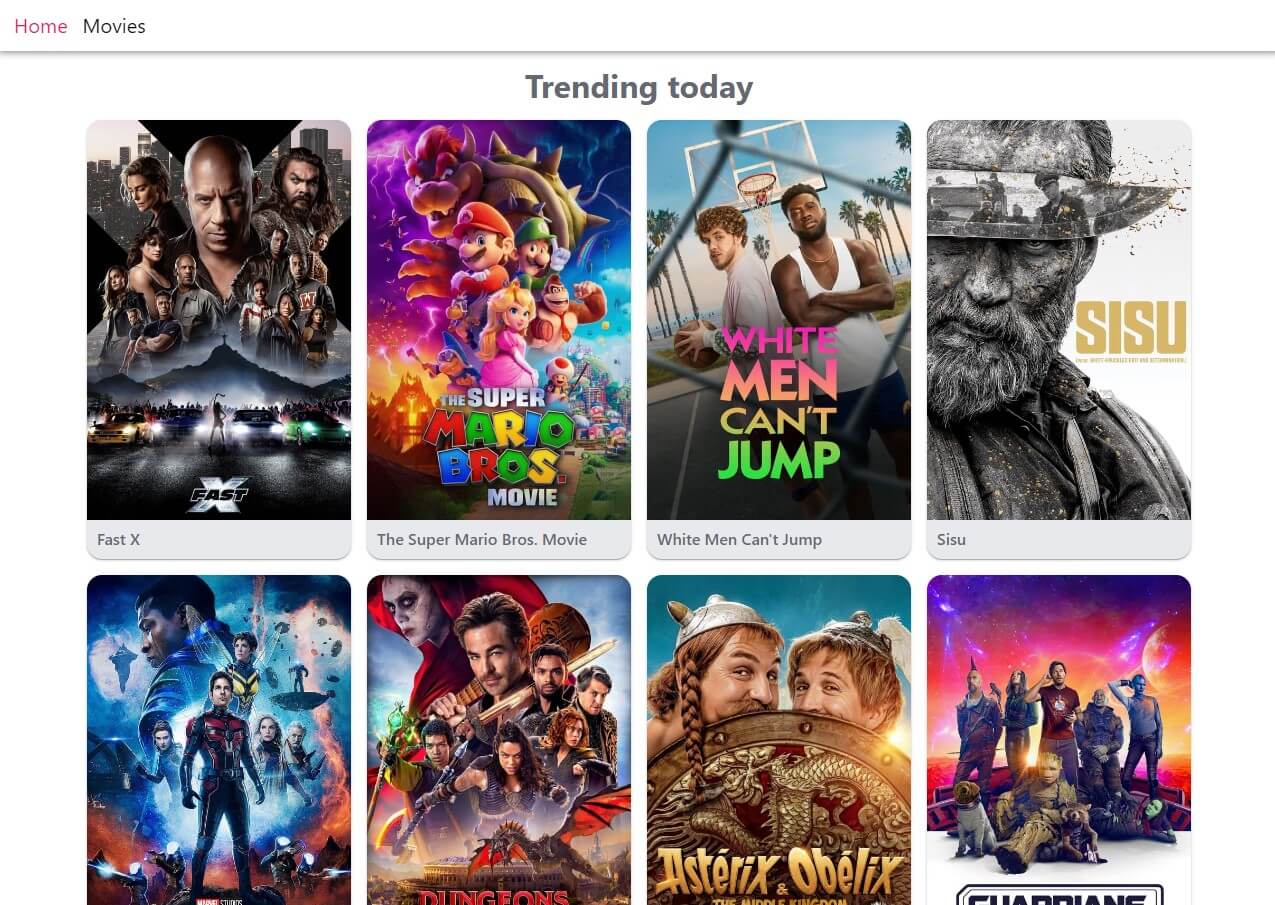 Home Movies
Trending today
FAST X
THE SUPER
MARIO
BROS.
MOVIE
WHITE
MEN
CAN'T
JUMP
SISU
Fast X
The Super Mario Bros. Movie
White Men Can't Jump
Sisu
MARVEL STUDIOS
DUNGEONS
Astérix & Obélix
THE MIDDLE KINGDOM
GUARDIANS